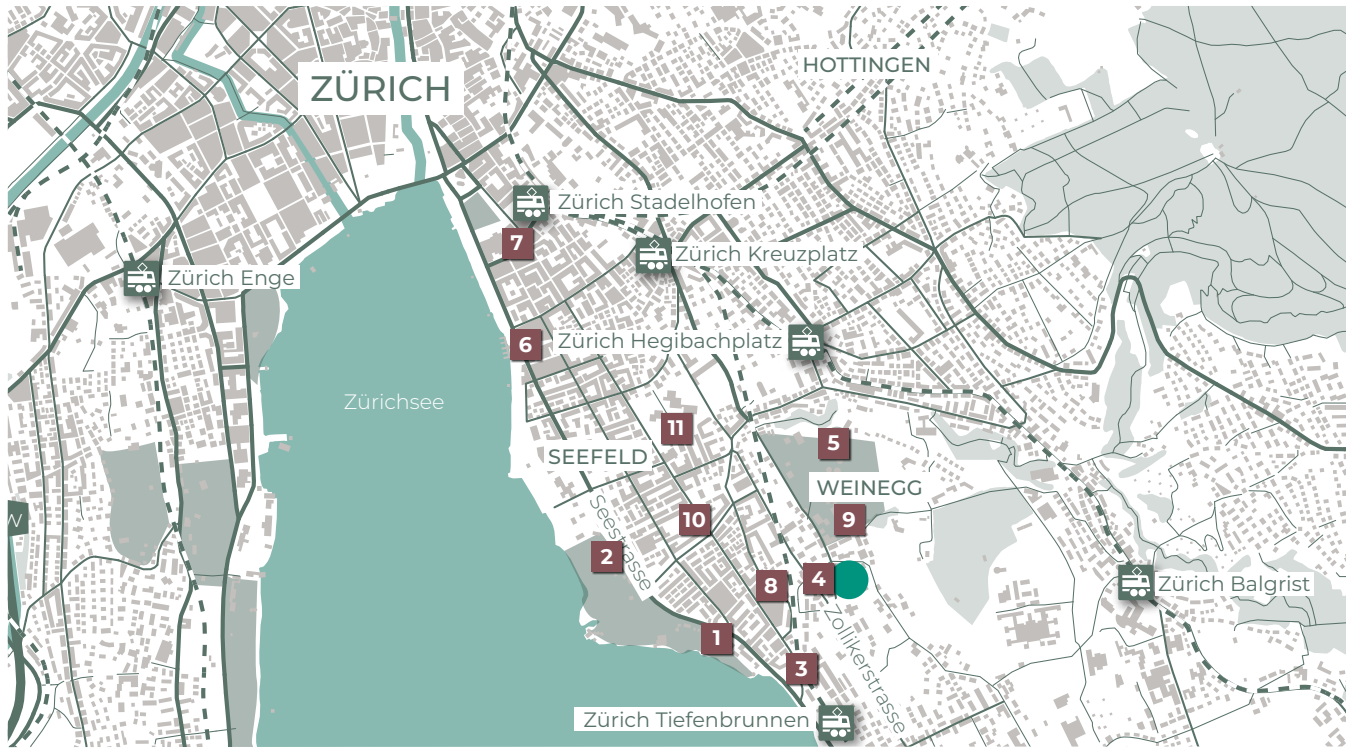 HOTTINGEN
ZÜRICH
Zürich Stadelhofen
7
Zürich Kreuzplatz
Zürich Enge
6
Zürich Hegibachplatz
Zürichsee
11
5
SEEFELD
WEINEGG
Seestrasse
10
9
W
2
8
4
Zürich Balgrist
Zollikerstrasse
1
3
Zürich Tiefenbrunnen